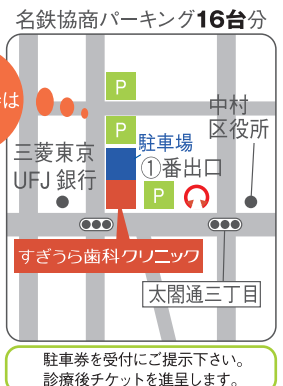 名鉄協商パーキング16台分
は
P
中村
区役所
P
駐車場
三菱東京
UFJ 銀行
①番出口
P
すぎうら歯科クリニック
太閤通三丁目
駐車券を受付にご提示下さい。
診療後チケットを進呈します。